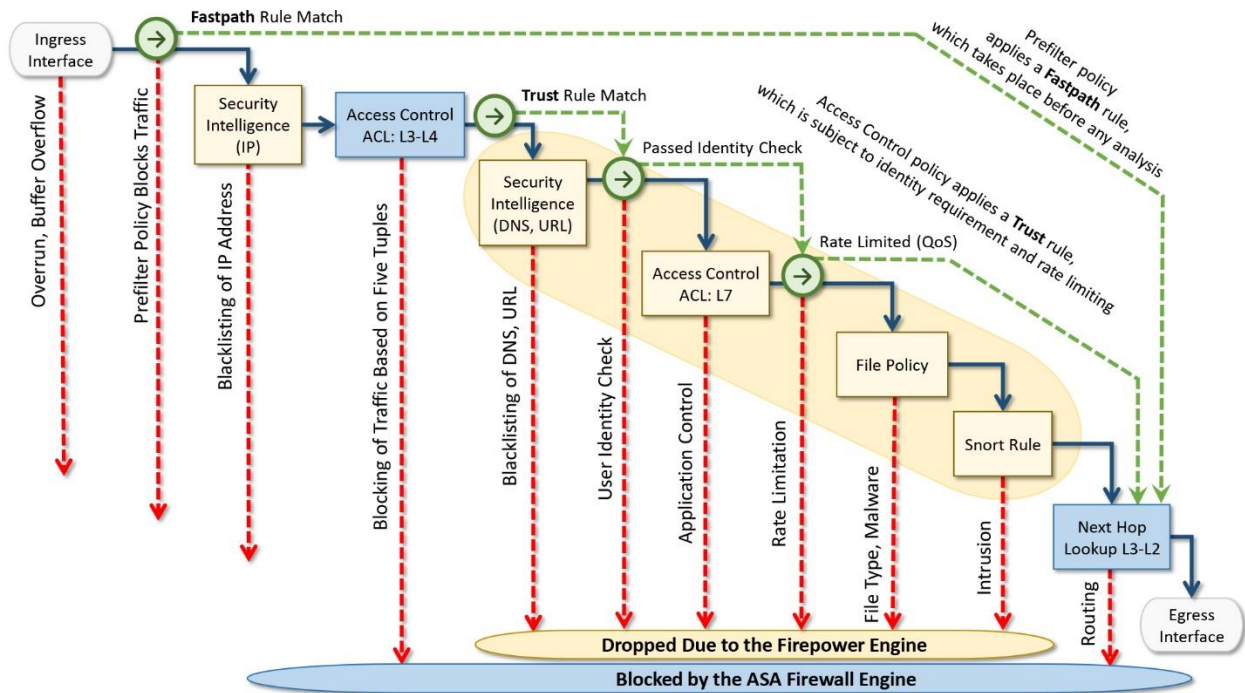 Fastpath Rule Match
Ingress
Interface
Prefilter policy
applies a Fastpath rule,
which takes place before any analysis
Security
Intelligence
(IP)
Access Control
ACL: L3-L4
Trust Rule Match
Access Control policy applies a Trust rule,
which is subject to identity requirement and rate limiting
Passed Identity Check
Security
Intelligence
(DNS, URL)
Rate Limited (QoS)
Access Control
ACL: L7
File Policy
Snort Rule
Next Hop
Lookup L3-L2
Egress
Interface
Overrun, Buffer Overflow
Prefilter Policy Blocks Traffic
Blacklisting of IP Address
Blocking of Traffic Based on Five Tuples
Blacklisting of DNS, URL
User Identity Check
Application Control
Rate Limitation
File Type, Malware
Intrusion
Routing
Dropped Due to the Firepower Engine
Blocked by the ASA Firewall Engine